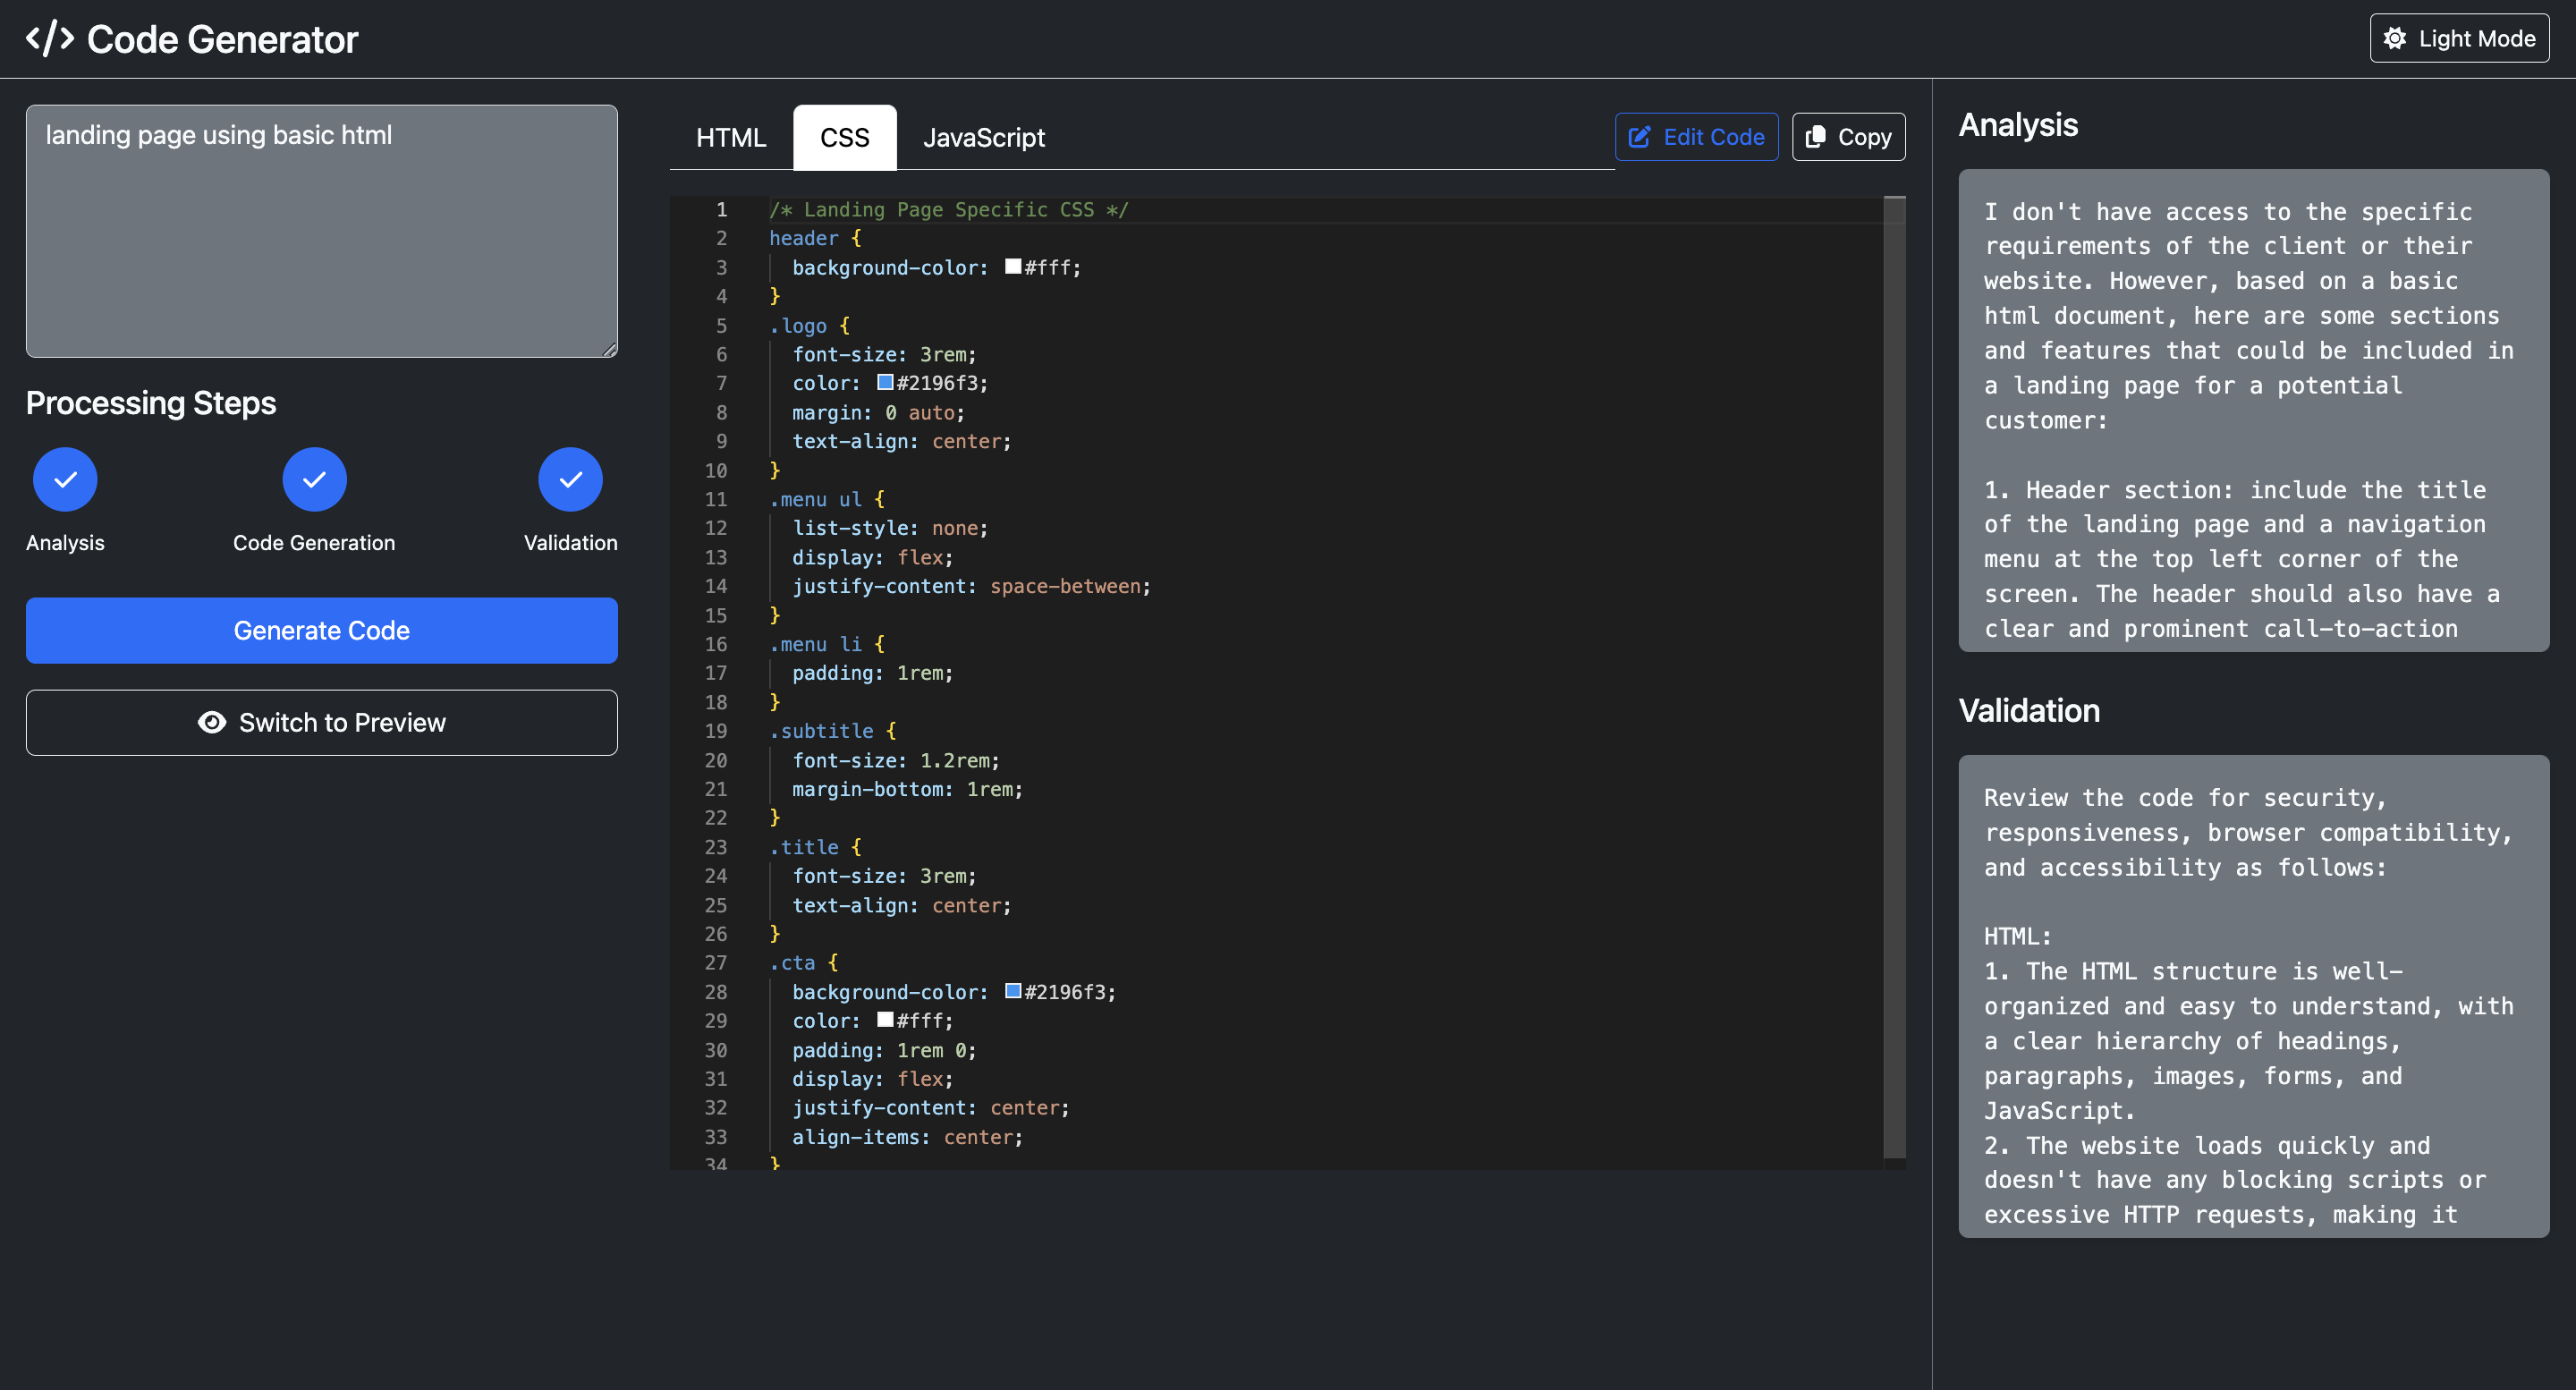 </> Code Generator
Light Mode
landing page using basic html
Processing Steps
Analysis
Code Generation
Validation
Generate Code
Switch to Preview
HTML
CSS
JavaScript
Edit Code
Copy
1 /* Landing Page Specific CSS */
2 header {
3 background-color: #fff;
4 }
5 .logo {
6 font-size: 3rem;
7 color: #2196f3;
8 margin: 0 auto;
9 text-align: center;
10 }
11 .menu ul {
12 list-style: none;
13 display: flex;
14 justify-content: space-between;
15 }
16 .menu li {
17 padding: 1rem;
18 }
19 .subtitle {
20 font-size: 1.2rem;
21 margin-bottom: 1rem;
22 }
23 .title {
24 font-size: 3rem;
25 text-align: center;
26 }
27 .cta {
28 background-color: #2196f3;
29 color: #fff;
30 padding: 1rem 0;
31 display: flex;
32 justify-content: center;
33 align-items: center;
34 }
Analysis
I don't have access to the specific
requirements of the client or their
website. However, based on a basic
html document, here are some sections
and features that could be included in
a landing page for a potential
customer:
1. Header section: include the title
of the landing page and a navigation
menu at the top left corner of the
screen. The header should also have a
clear and prominent call-to-action
Validation
Review the code for security,
responsiveness, browser compatibility,
and accessibility as follows:
HTML:
1. The HTML structure is well-
organized and easy to understand, with
a clear hierarchy of headings,
paragraphs, images, forms, and
JavaScript.
2. The website loads quickly and
doesn't have any blocking scripts or
excessive HTTP requests, making it